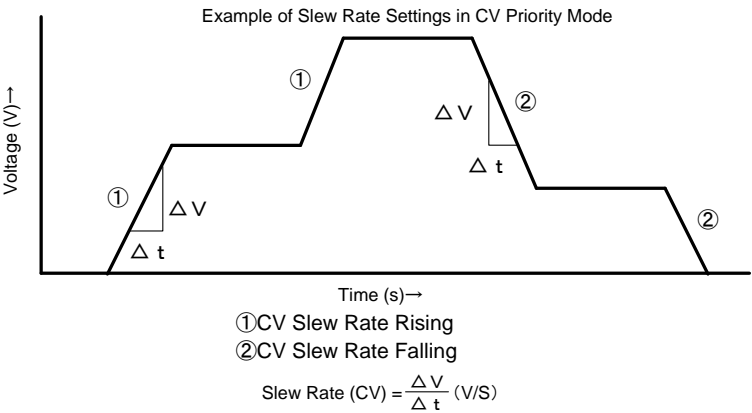 Example of Slew Rate Settings in CV Priority Mode
Voltage (V)→
①
②
△V
△t
①
△V
△t
②
Time (s)→
①CV Slew Rate Rising
②CV Slew Rate Falling
Slew Rate (CV) = △V / △t (V/S)